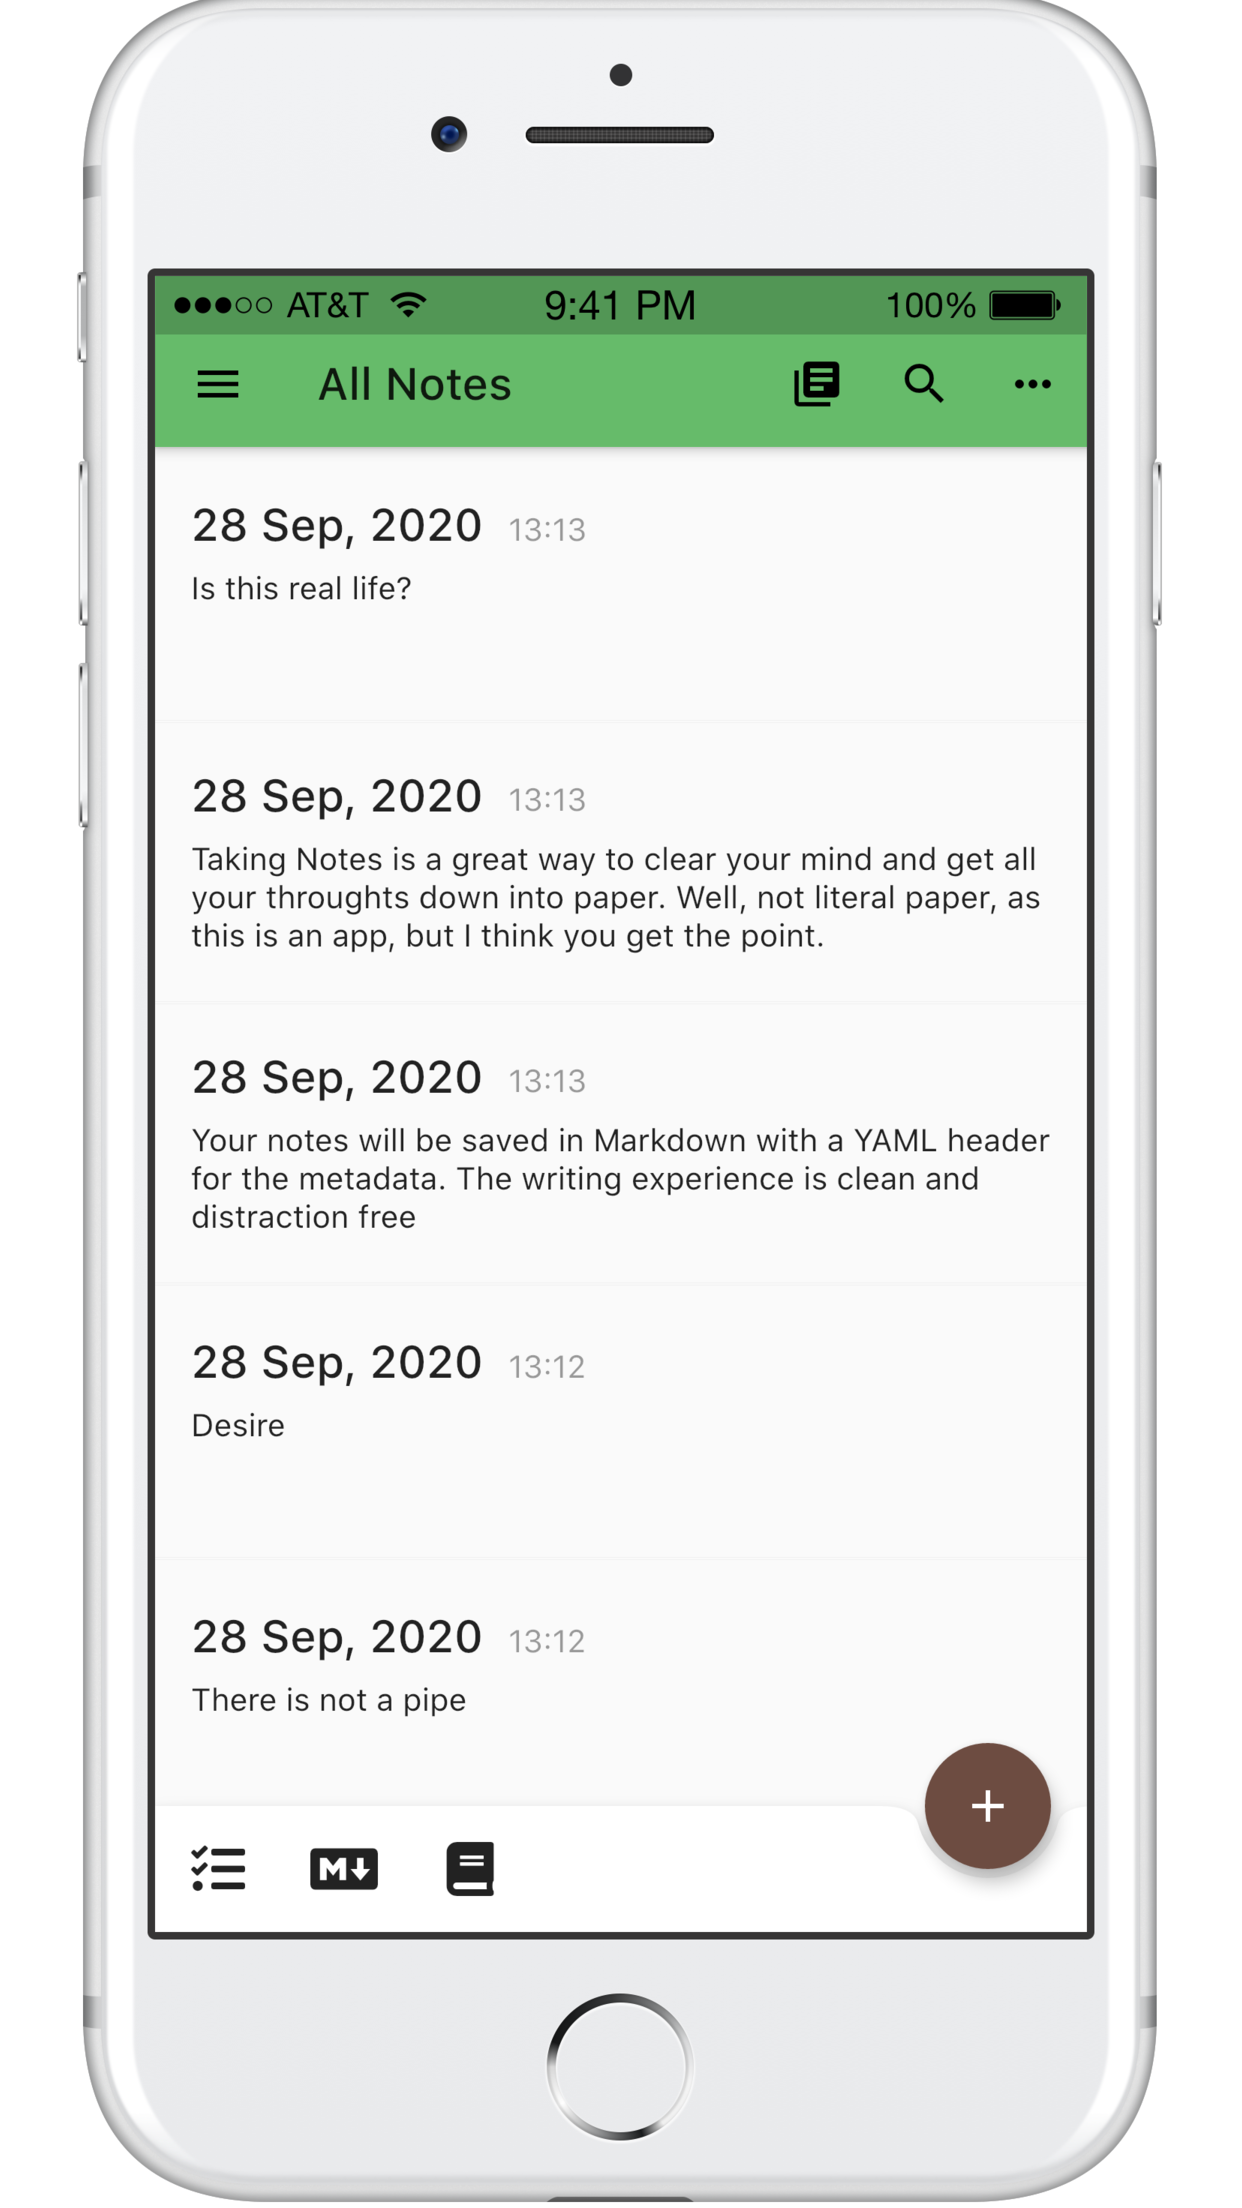 AT&T 9:41 PM 100%
All Notes
28 Sep, 2020 13:13
Is this real life?
28 Sep, 2020 13:13
Taking Notes is a great way to clear your mind and get all
your throughts down into paper. Well, not literal paper, as
this is an app, but I think you get the point.
28 Sep, 2020 13:13
Your notes will be saved in Markdown with a YAML header
for the metadata. The writing experience is clean and
distraction free
28 Sep, 2020 13:12
Desire
28 Sep, 2020 13:12
There is not a pipe
+
M